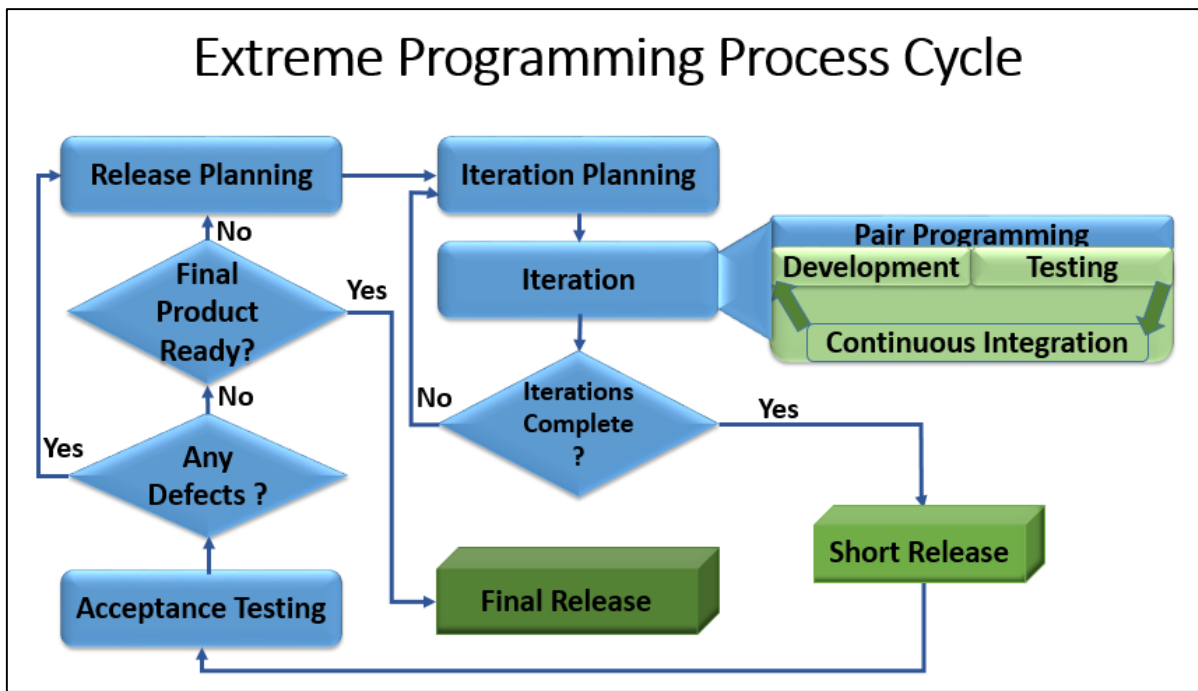 Extreme Programming Process Cycle
Release Planning
Iteration Planning
No
Pair Programming
Development
Testing
Final
Product
Ready?
Yes
Iteration
Continuous Integration
No
Iterations
Complete
?
No
Yes
Yes
Any
Defects ?
Short Release
Acceptance Testing
Final Release